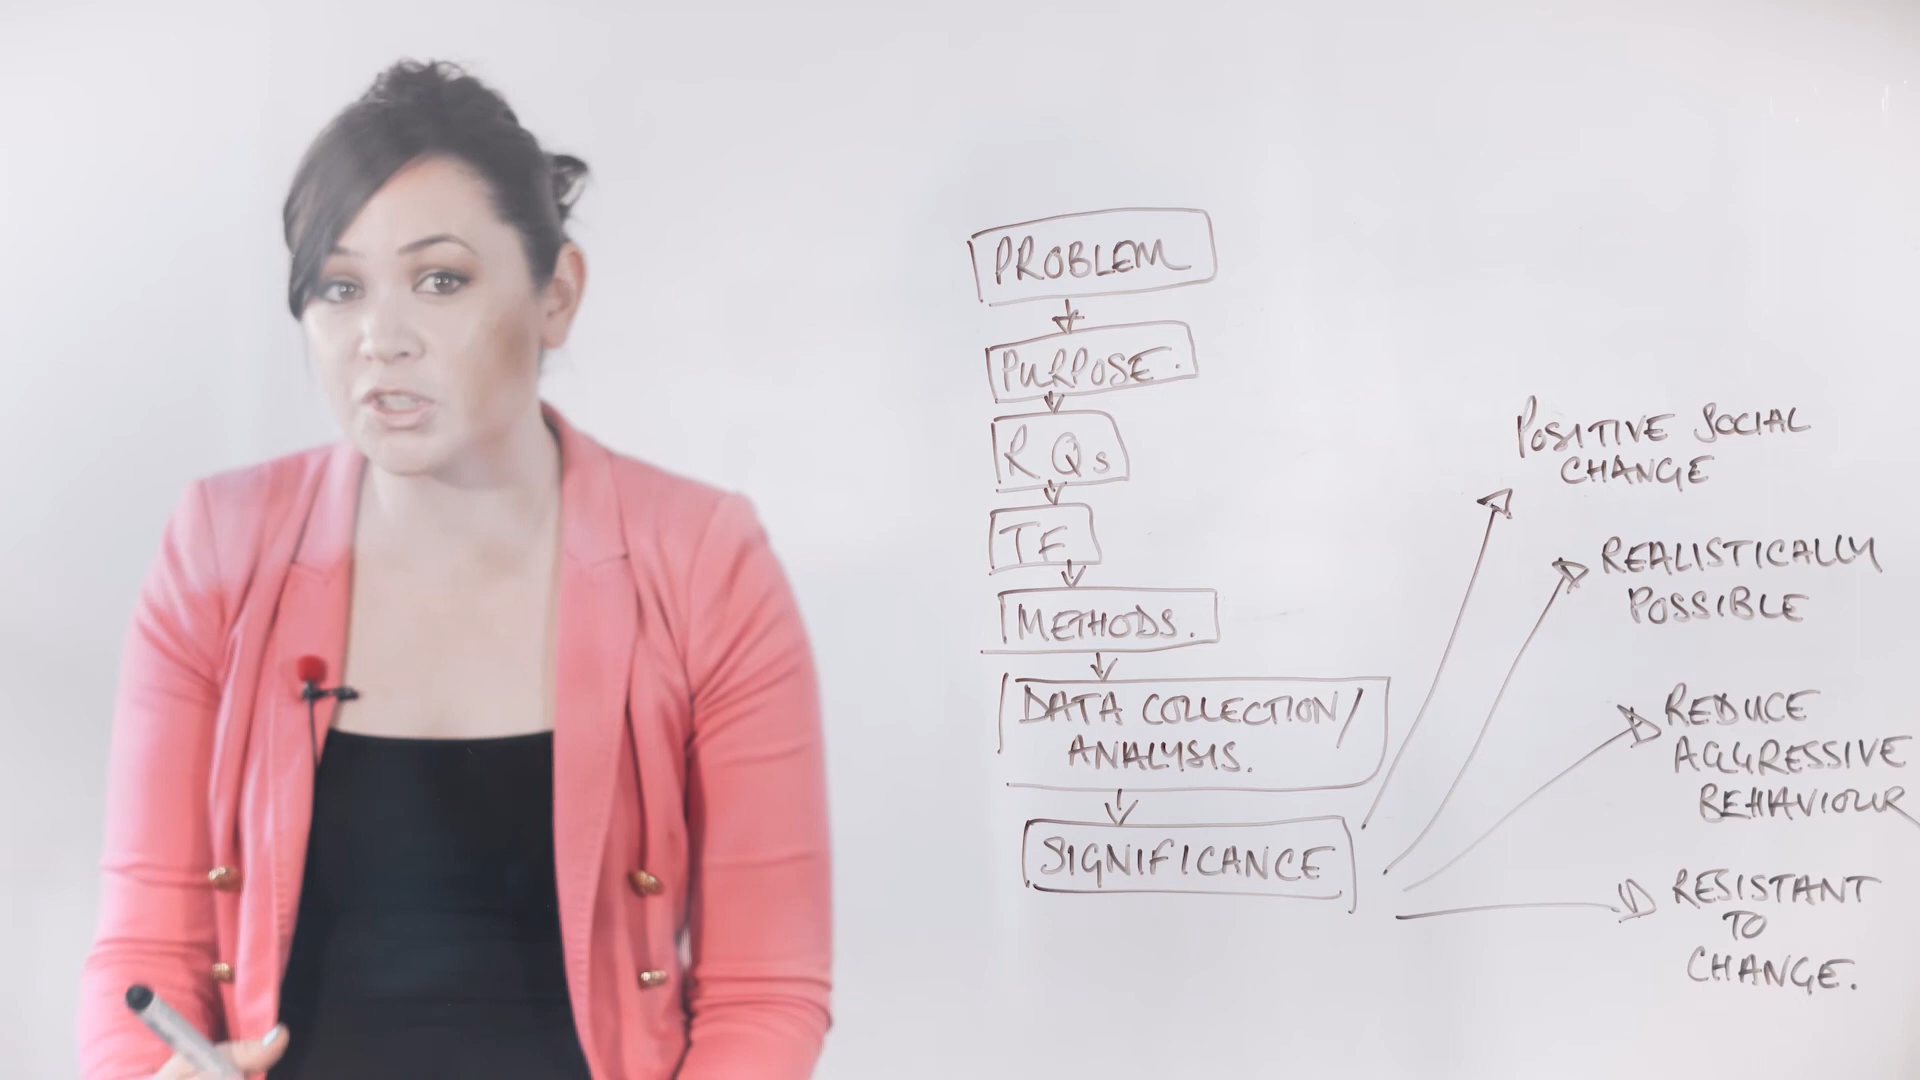 PROBLEM
PURPOSE.
RQs
TF
METHODS.
DATA COLLECTION/
ANALYSIS.
SIGNIFICANCE
POSITIVE SOCIAL
CHANGE
REALISTICALLY
POSSIBLE
REDUCE
AGGRESSIVE
BEHAVIOUR
RESISTANT
TO
CHANGE.